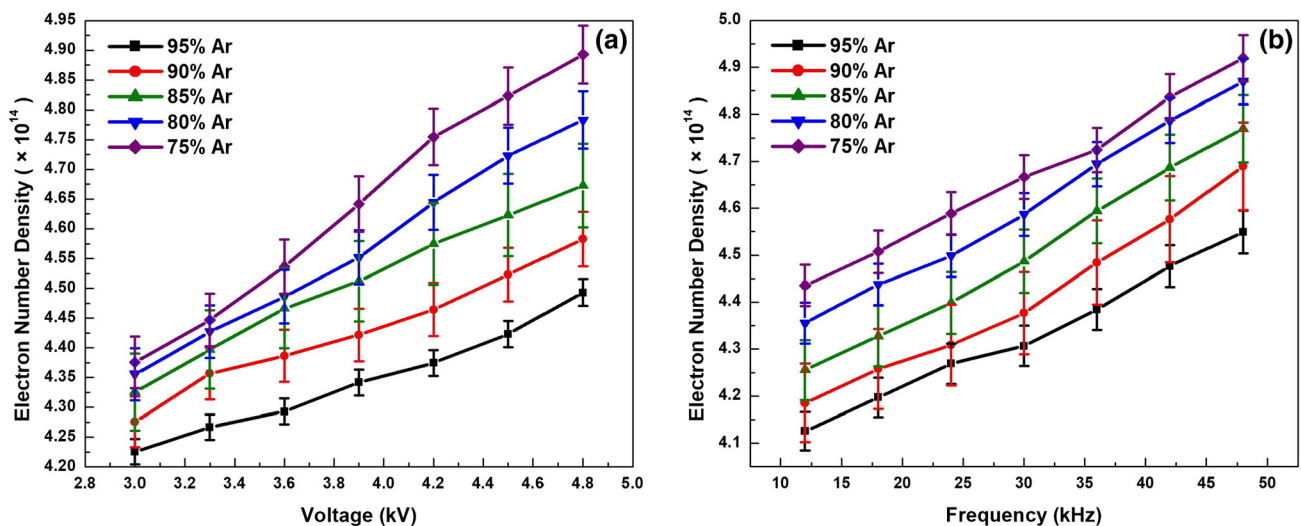 (a)
95% Ar
90% Ar
85% Ar
80% Ar
75% Ar
Electron Number Density (× 10¹⁴)
4.95
4.90
4.85
4.80
4.75
4.70
4.65
4.60
4.55
4.50
4.45
4.40
4.35
4.30
4.25
4.20
2.8 3.0 3.2 3.4 3.6 3.8 4.0 4.2 4.4 4.6 4.8 5.0
Voltage (kV)
(b)
95% Ar
90% Ar
85% Ar
80% Ar
75% Ar
Electron Number Density (× 10¹⁴)
5.0
4.9
4.8
4.7
4.6
4.5
4.4
4.3
4.2
4.1
10 15 20 25 30 35 40 45 50
Frequency (kHz)